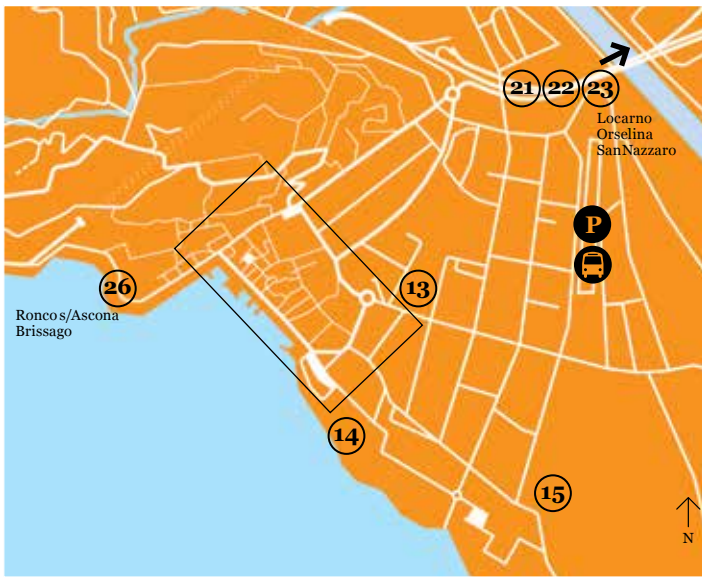 21 22 23
Locarno
Orselina
SanNazzaro
P
26
13
Ronco s/Ascona
Brissago
14
15
N